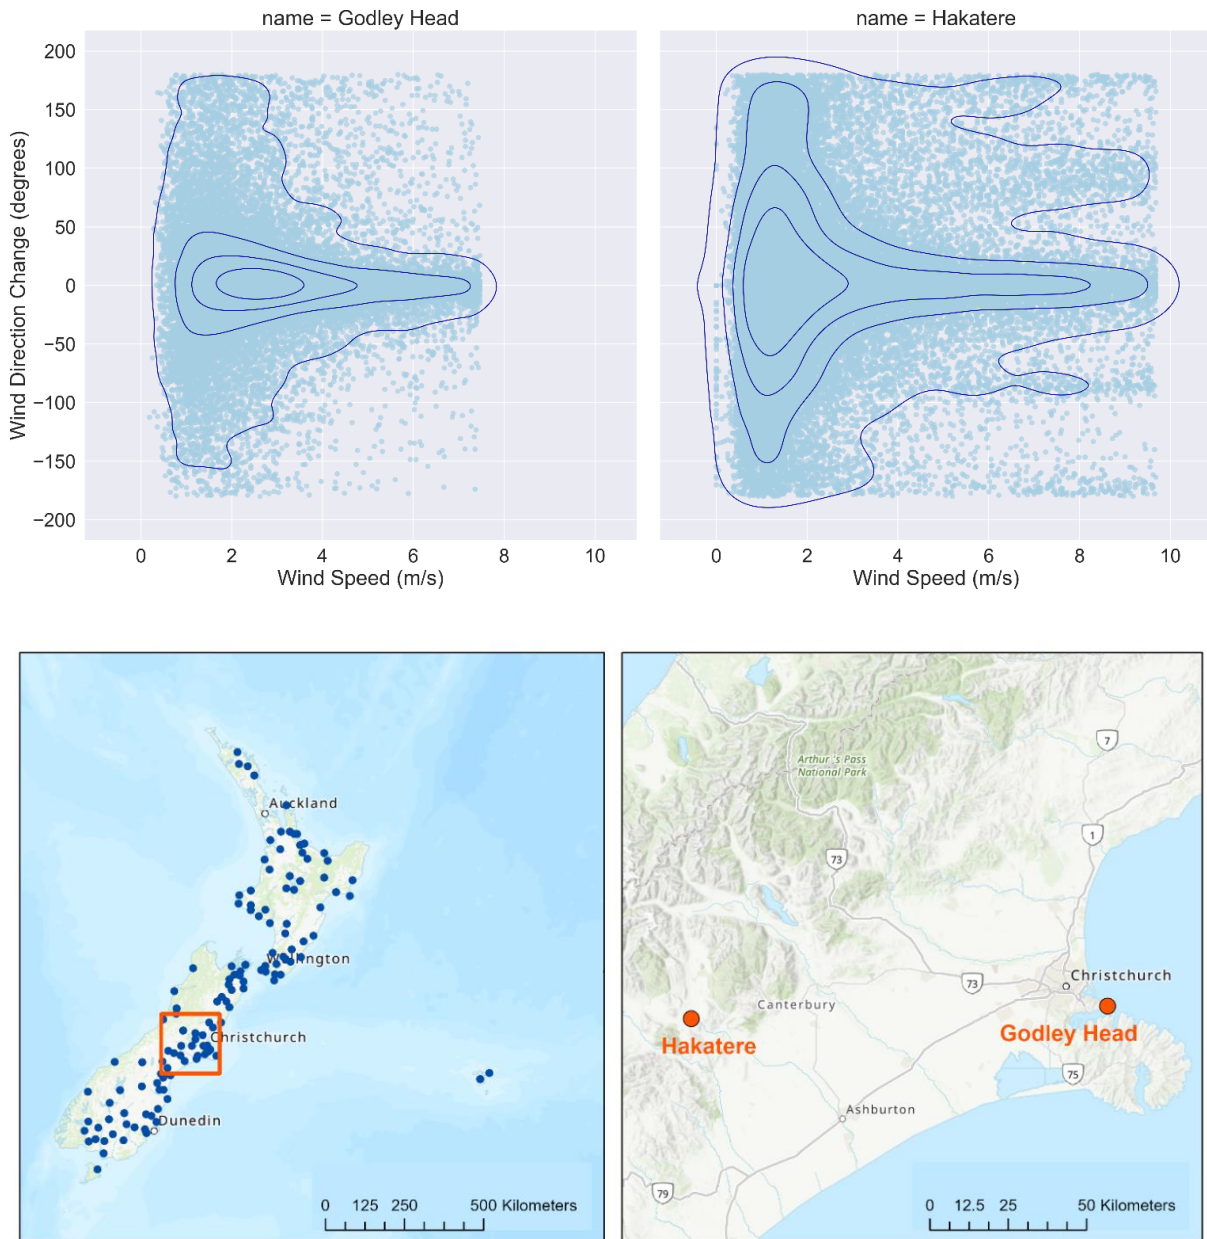 name = Godley Head
name = Hakatere
Wind Direction Change (degrees)
200
150
100
50
0
−50
−100
−150
−200
0 2 4 6 8 10
Wind Speed (m/s)
0 2 4 6 8 10
Wind Speed (m/s)
Auckland
Wellington
Christchurch
Dunedin
0 125 250 500 Kilometers
Arthur 's Pass
National Park
7
1
73
73
Christchurch
Canterbury
Hakatere
Godley Head
75
Ashburton
79
0 12.5 25 50 Kilometers